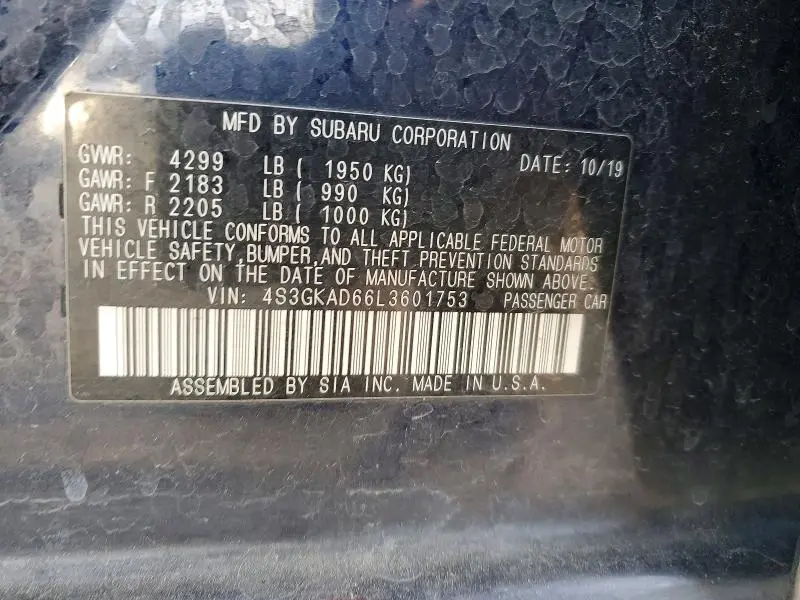 MFD BY SUBARU CORPORATION
GVWR: 4299 LB ( 1950 KG) DATE: 10/19
GAWR: F 2183 LB ( 990 KG)
GAWR: R 2205 LB ( 1000 KG)
THIS VEHICLE CONFORMS TO ALL APPLICABLE FEDERAL MOTOR
VEHICLE SAFETY,BUMPER,AND THEFT PREVENTION STANDARDS
IN EFFECT ON THE DATE OF MANUFACTURE SHOWN ABOVE.
VIN: 4S3GKAD66L3601753 PASSENGER CAR
ASSEMBLED BY SIA INC. MADE IN U.S.A.